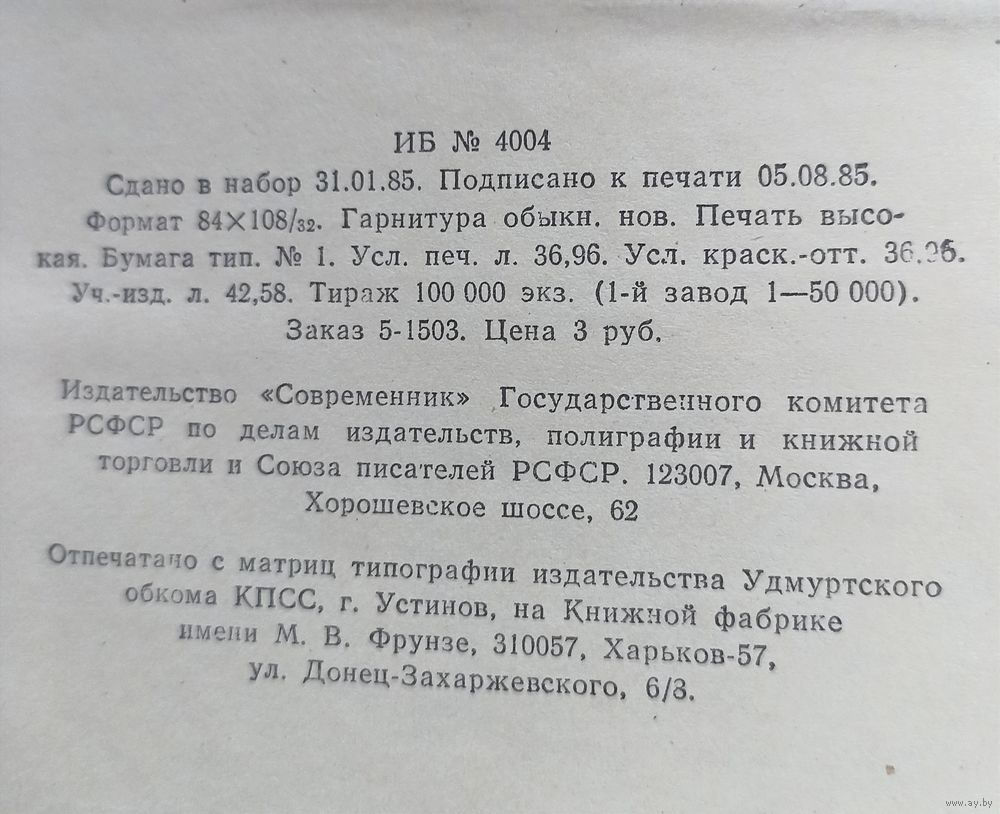 ИБ № 4004
Сдано в набор 31.01.85. Подписано к печати 05.08.85.
Формат 84×108/32. Гарнитура обыкн. нов. Печать высо-
кая. Бумага тип. № 1. Усл. печ. л. 36,96. Усл. краск.-отт. 36,96.
Уч.-изд. л. 42,58. Тираж 100 000 экз. (1-й завод 1—50 000).
Заказ 5-1503. Цена 3 руб.
Издательство «Современник» Государственного комитета
РСФСР по делам издательств, полиграфии и книжной
торговли и Союза писателей РСФСР. 123007, Москва,
Хорошевское шоссе, 62
Отпечатано с матриц типографии издательства Удмуртского
обкома КПСС, г. Устинов, на Книжной фабрике
имени М. В. Фрунзе, 310057, Харьков-57,
ул. Донец-Захаржевского, 6/8.
www.ay.by